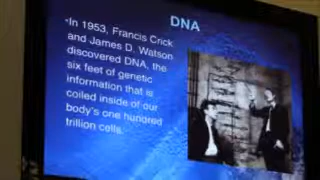 DNA
"In 1953, Francis Crick
and James D. Watson
discovered DNA, the
six feet of genetic
information that is
coiled inside of our
body's one hundred
trillion cells.